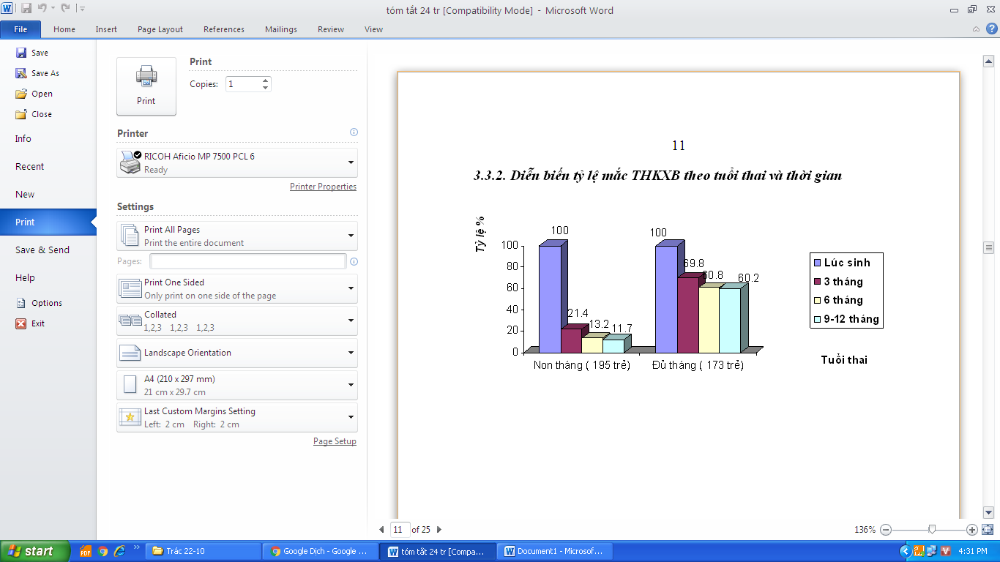 tóm tắt 24 tr [Compatibility Mode] - Microsoft Word
File Home Insert Page Layout References Mailings Review View
Save
Save As
Open
Close
Info
Recent
New
Print
Save & Send
Help
Options
Exit
Print
Print
Copies: 1
Printer
RICOH Aficio MP 7500 PCL 6
Ready
Printer Properties
Settings
Print All Pages
Print the entire document
Pages:
Print One Sided
Only print on one side of the page
Collated
1,2,3 1,2,3 1,2,3
Landscape Orientation
A4 (210 x 297 mm)
21 cm x 29.7 cm
Last Custom Margins Setting
Left: 2 cm Right: 2 cm
Page Setup
11
3.3.2. Diễn biến tỷ lệ mắc THKXB theo tuổi thai và thời gian
Tỷ lệ %
100
80
60
40
20
0
100
21.4
13.2
11.7
100
69.8
60.8
60.2
Non tháng ( 195 trẻ)
Đủ tháng ( 173 trẻ)
Lúc sinh
3 tháng
6 tháng
9-12 tháng
Tuổi thai
11 of 25
136%
start
PDF
Trác 22-10
Google Dịch - Google ...
tóm tắt 24 tr [Compa...
Document1 - Microsof...
4:31 PM